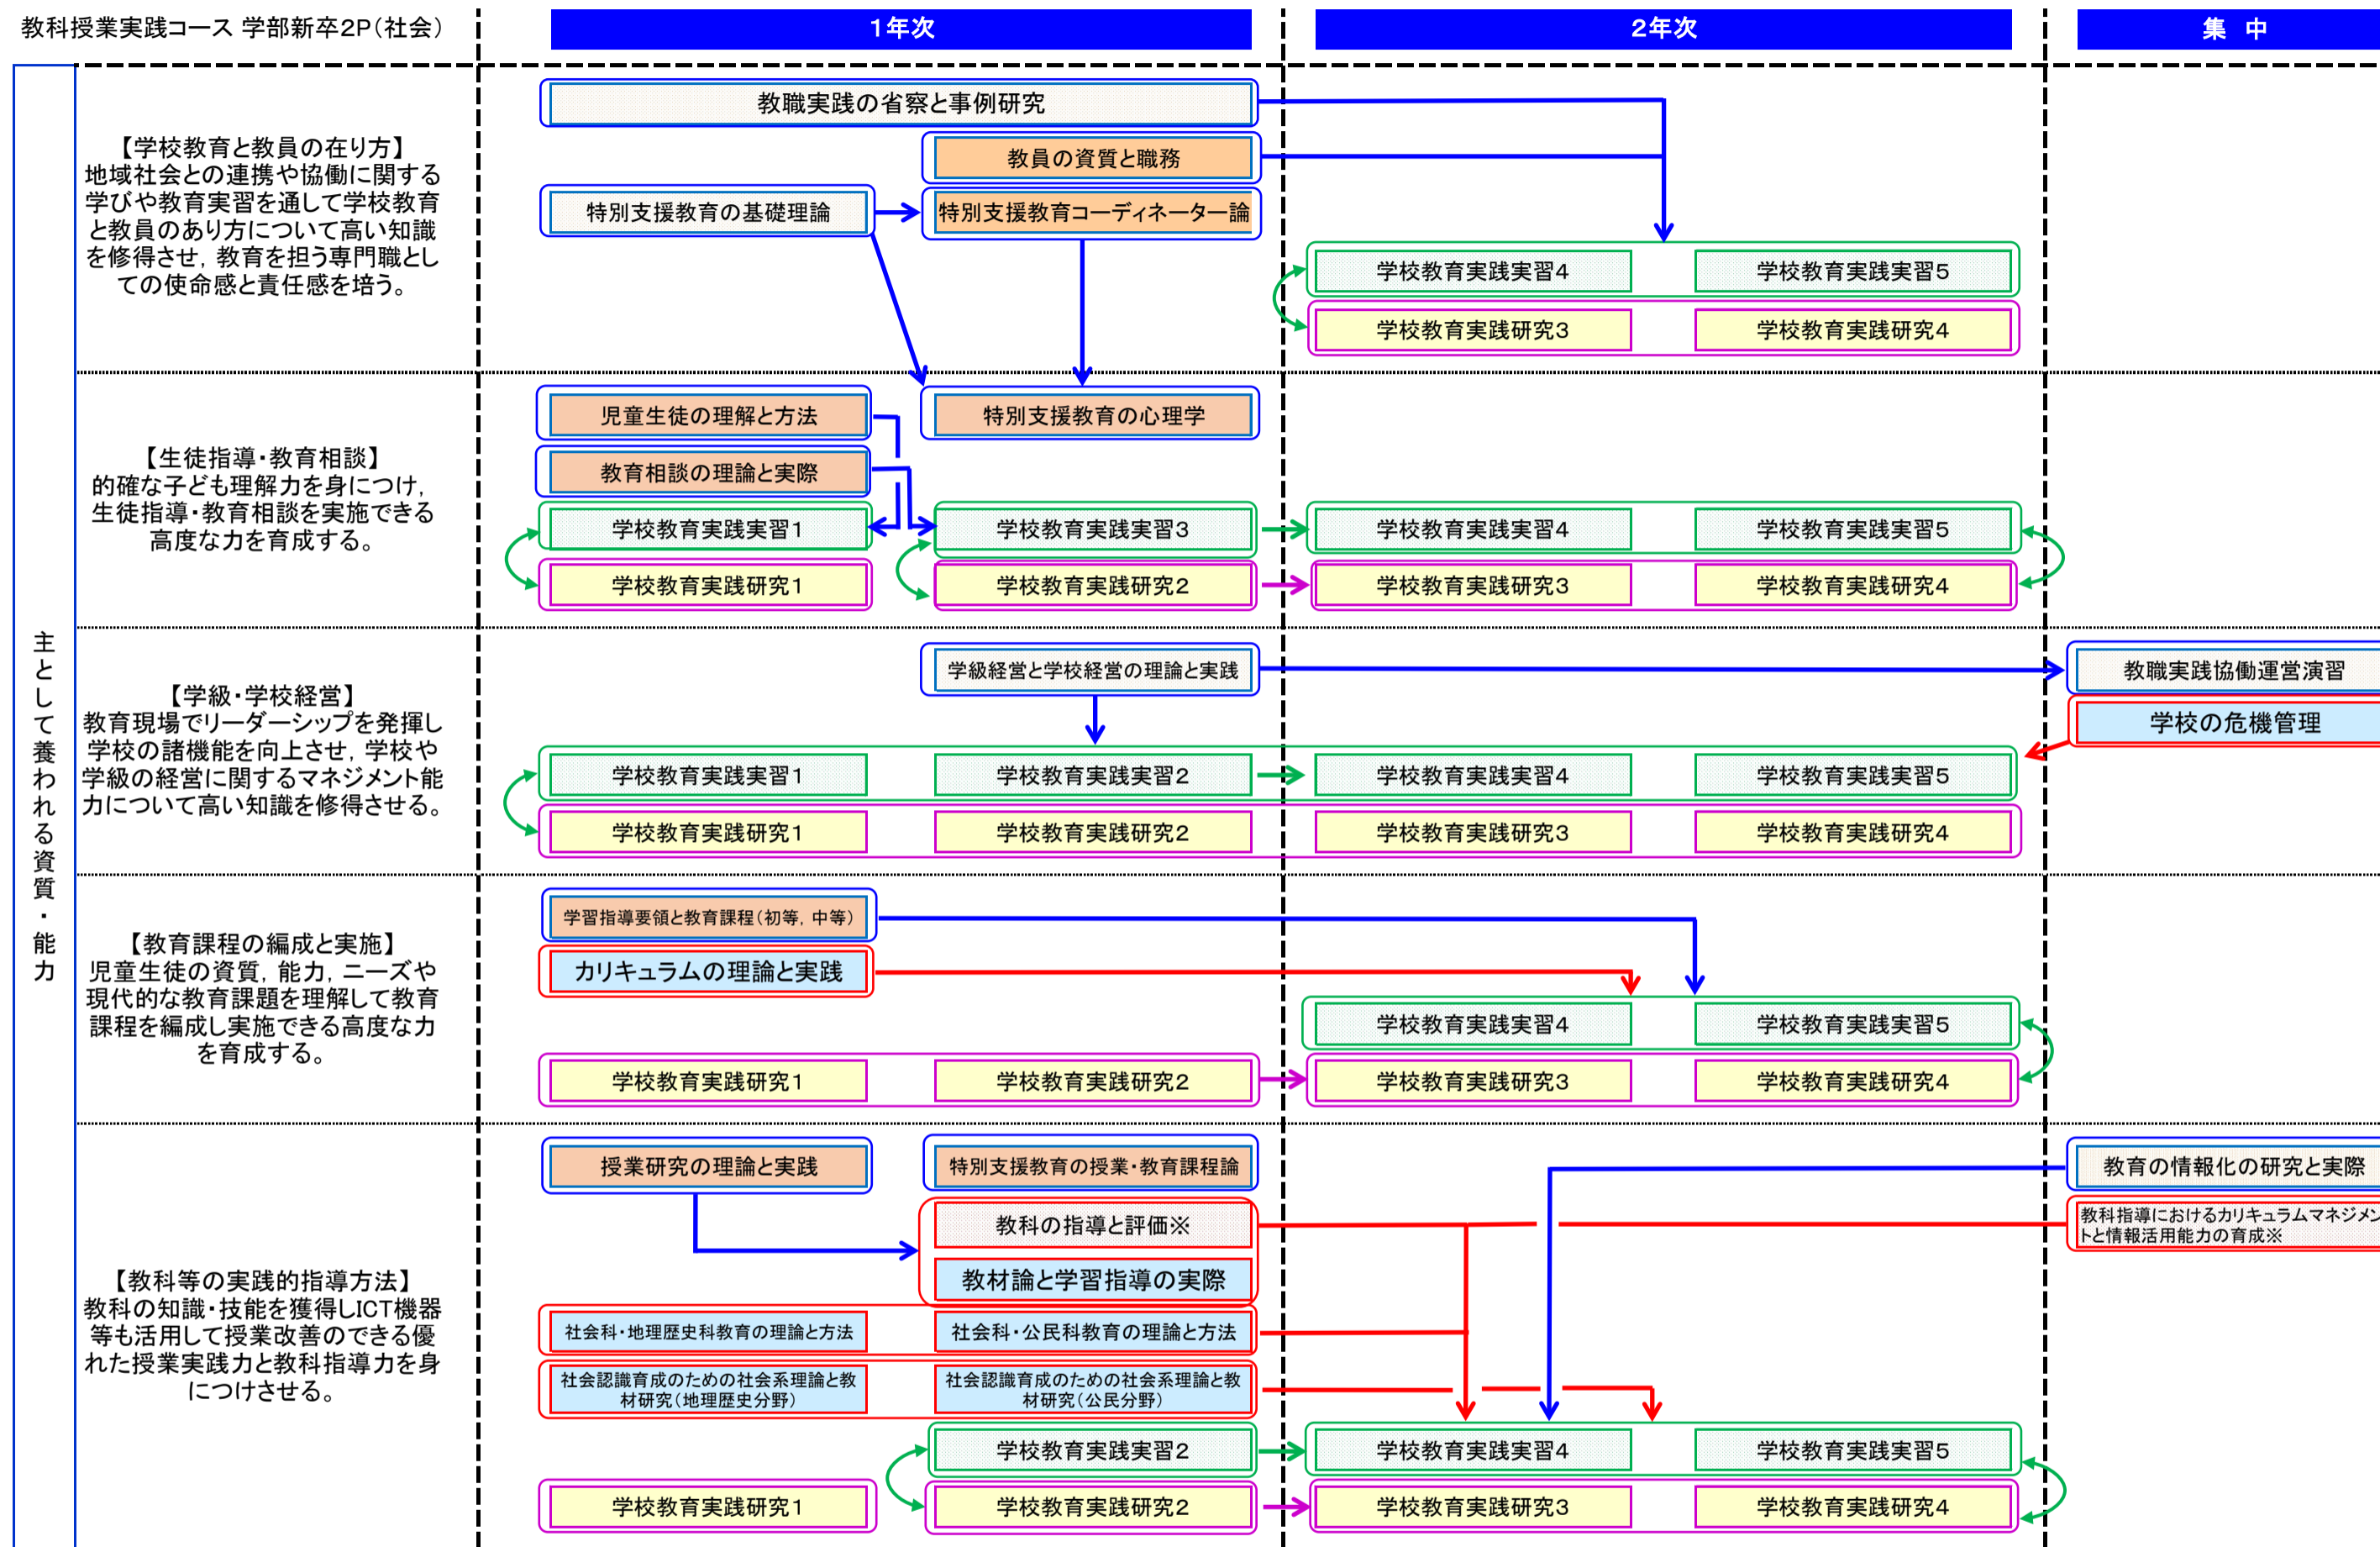 教科授業実践コース 学部新卒2P(社会)
1年次
2年次
集 中
主として養われる資質・能力
【学校教育と教員の在り方】
地域社会との連携や協働に関する
学びや教育実習を通して学校教育
と教員のあり方について高い知識
を修得させ，教育を担う専門職とし
ての使命感と責任感を培う。
教職実践の省察と事例研究
教員の資質と職務
特別支援教育の基礎理論
特別支援教育コーディネーター論
学校教育実践実習4
学校教育実践実習5
学校教育実践研究3
学校教育実践研究4
【生徒指導・教育相談】
的確な子ども理解力を身につけ，
生徒指導・教育相談を実施できる
高度な力を育成する。
児童生徒の理解と方法
特別支援教育の心理学
教育相談の理論と実際
学校教育実践実習1
学校教育実践実習3
学校教育実践実習4
学校教育実践実習5
学校教育実践研究1
学校教育実践研究2
学校教育実践研究3
学校教育実践研究4
【学級・学校経営】
教育現場でリーダーシップを発揮し
学校の諸機能を向上させ，学校や
学級の経営に関するマネジメント能
力について高い知識を修得させる。
学級経営と学校経営の理論と実践
教職実践協働運営演習
学校の危機管理
学校教育実践実習1
学校教育実践実習2
学校教育実践実習4
学校教育実践実習5
学校教育実践研究1
学校教育実践研究2
学校教育実践研究3
学校教育実践研究4
【教育課程の編成と実施】
児童生徒の資質，能力，ニーズや
現代的な教育課題を理解して教育
課程を編成し実施できる高度な力
を育成する。
学習指導要領と教育課程（初等，中等）
カリキュラムの理論と実践
学校教育実践実習4
学校教育実践実習5
学校教育実践研究1
学校教育実践研究2
学校教育実践研究3
学校教育実践研究4
【教科等の実践的指導方法】
教科の知識・技能を獲得しICT機器
等も活用して授業改善のできる優
れた授業実践力と教科指導力を身
につけさせる。
授業研究の理論と実践
特別支援教育の授業・教育課程論
教育の情報化の研究と実際
教科の指導と評価※
教科指導におけるカリキュラムマネジメン
トと情報活用能力の育成※
教材論と学習指導の実際
社会科・地理歴史科教育の理論と方法
社会科・公民科教育の理論と方法
社会認識育成のための社会系理論と教
材研究（地理歴史分野）
社会認識育成のための社会系理論と教
材研究（公民分野）
学校教育実践実習2
学校教育実践実習4
学校教育実践実習5
学校教育実践研究1
学校教育実践研究2
学校教育実践研究3
学校教育実践研究4